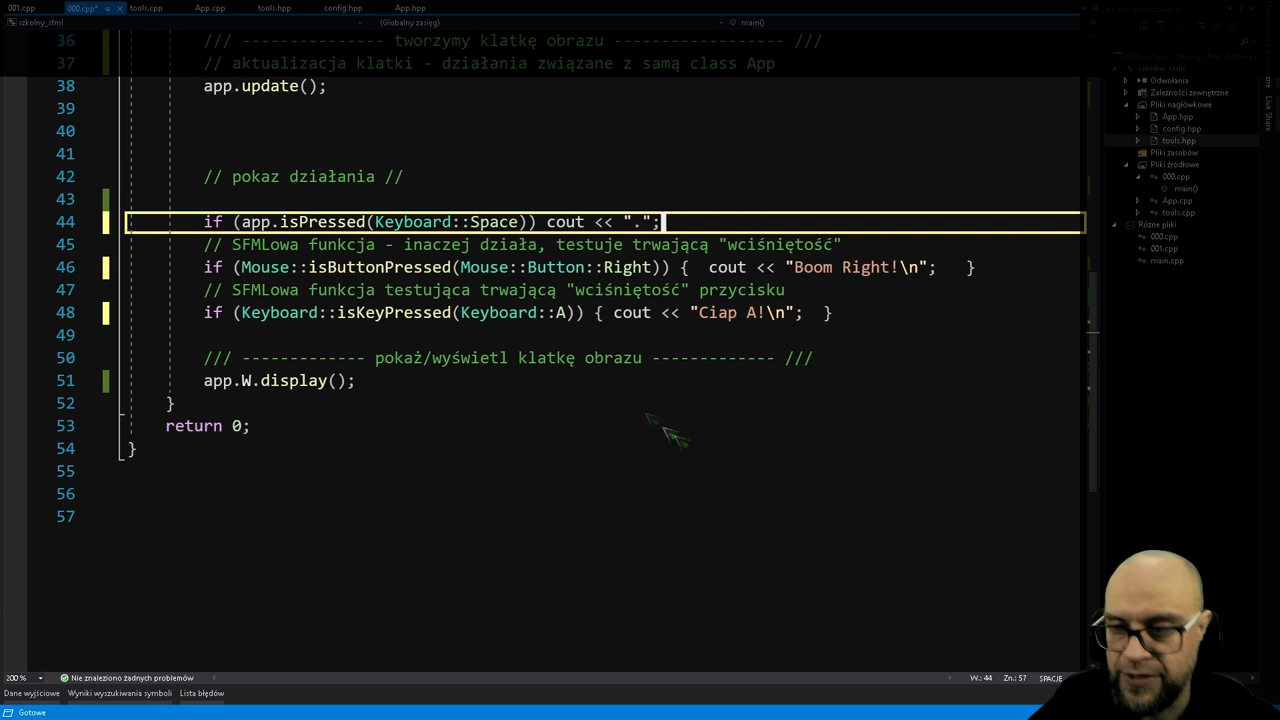 001.cpp 000.cpp* tools.cpp App.cpp tools.hpp config.hpp App.hpp
szkolny_sfml (Globalny zasięg) main()
36 /// --------------- tworzymy klatkę obrazu ------------------ ///
37 // aktualizacja klatki - działania związane z samą class App
38 app.update();
39
40
41
42 // pokaz działania //
43
44 if (app.isPressed(Keyboard::Space)) cout << ".";
45 // SFMLowa funkcja - inaczej działa, testuje trwającą "wciśniętość"
46 if (Mouse::isButtonPressed(Mouse::Button::Right)) {  cout << "Boom Right!\n";   }
47 // SFMLowa funkcja testująca trwającą "wciśniętość" przycisku
48 if (Keyboard::isKeyPressed(Keyboard::A)) { cout << "Ciap A!\n";  }
49
50 /// ------------- pokaż/wyświetl klatkę obrazu ------------- ///
51 app.W.display();
52 }
53 return 0;
54 }
55
56
57
szkolny_sfml
Odwołania
Zależności zewnętrzne
Pliki nagłówkowe
App.hpp
config.hpp
tools.hpp
Pliki zasobów
Pliki źródłowe
000.cpp
main()
App.cpp
tools.cpp
Różne pliki
000.cpp
001.cpp
main.cpp
Live Share
200 % Nie znaleziono żadnych problemów W.: 44 Zn.: 57 SPACJE
Dane wyjściowe Wyniki wyszukiwania symboli Lista błędów
Gotowe